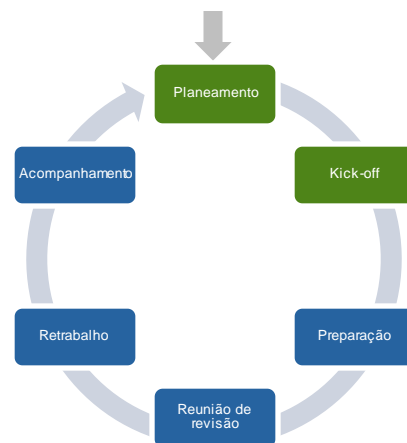 Planeamento
Kick-off
Preparação
Reunião de
revisão
Retrabalho
Acompanhamento